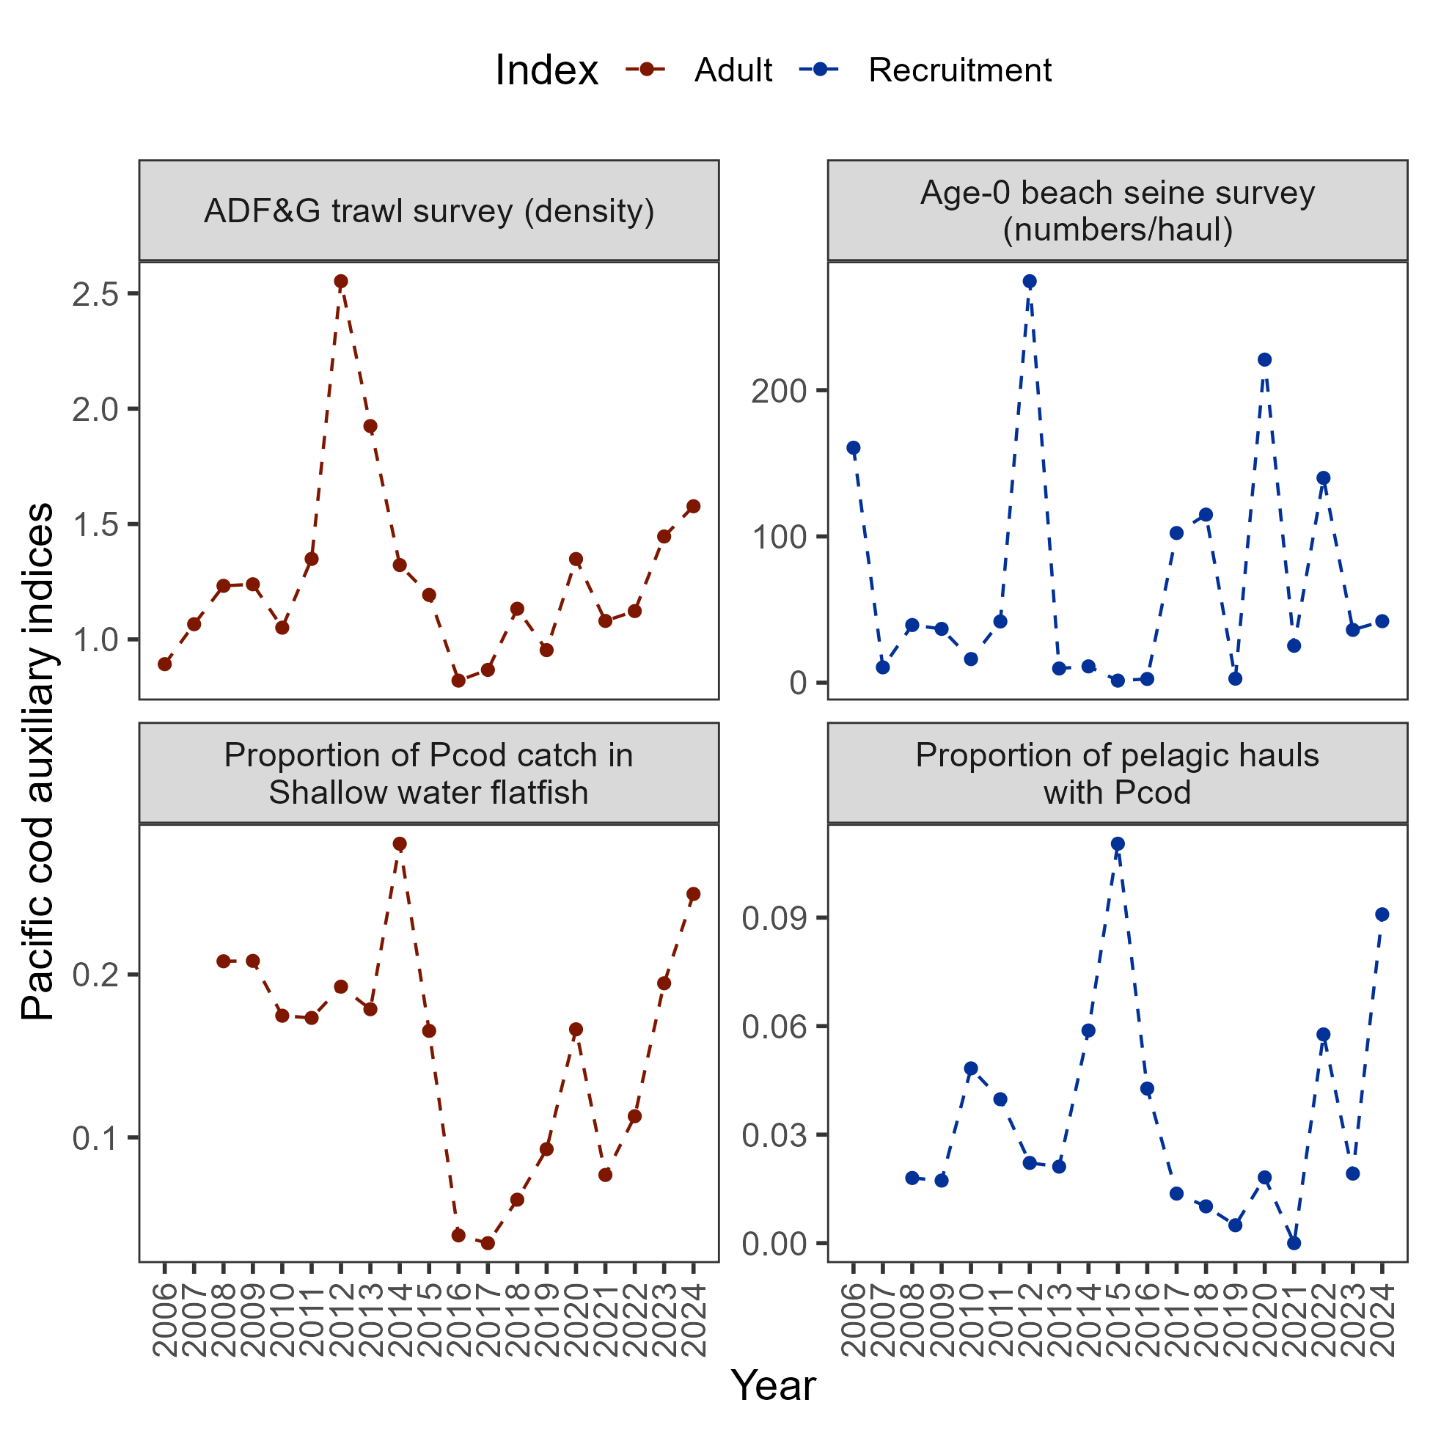 Index Adult Recruitment
ADF&G trawl survey (density)
Age-0 beach seine survey
(numbers/haul)
2.5
2.0
1.5
1.0
200
100
0
Pacific cod auxiliary indices
Proportion of Pcod catch in
Shallow water flatfish
Proportion of pelagic hauls
with Pcod
0.2
0.1
0.09
0.06
0.03
0.00
2006 2007 2008 2009 2010 2011 2012 2013 2014 2015 2016 2017 2018 2019 2020 2021 2022 2023 2024
2006 2007 2008 2009 2010 2011 2012 2013 2014 2015 2016 2017 2018 2019 2020 2021 2022 2023 2024
Year